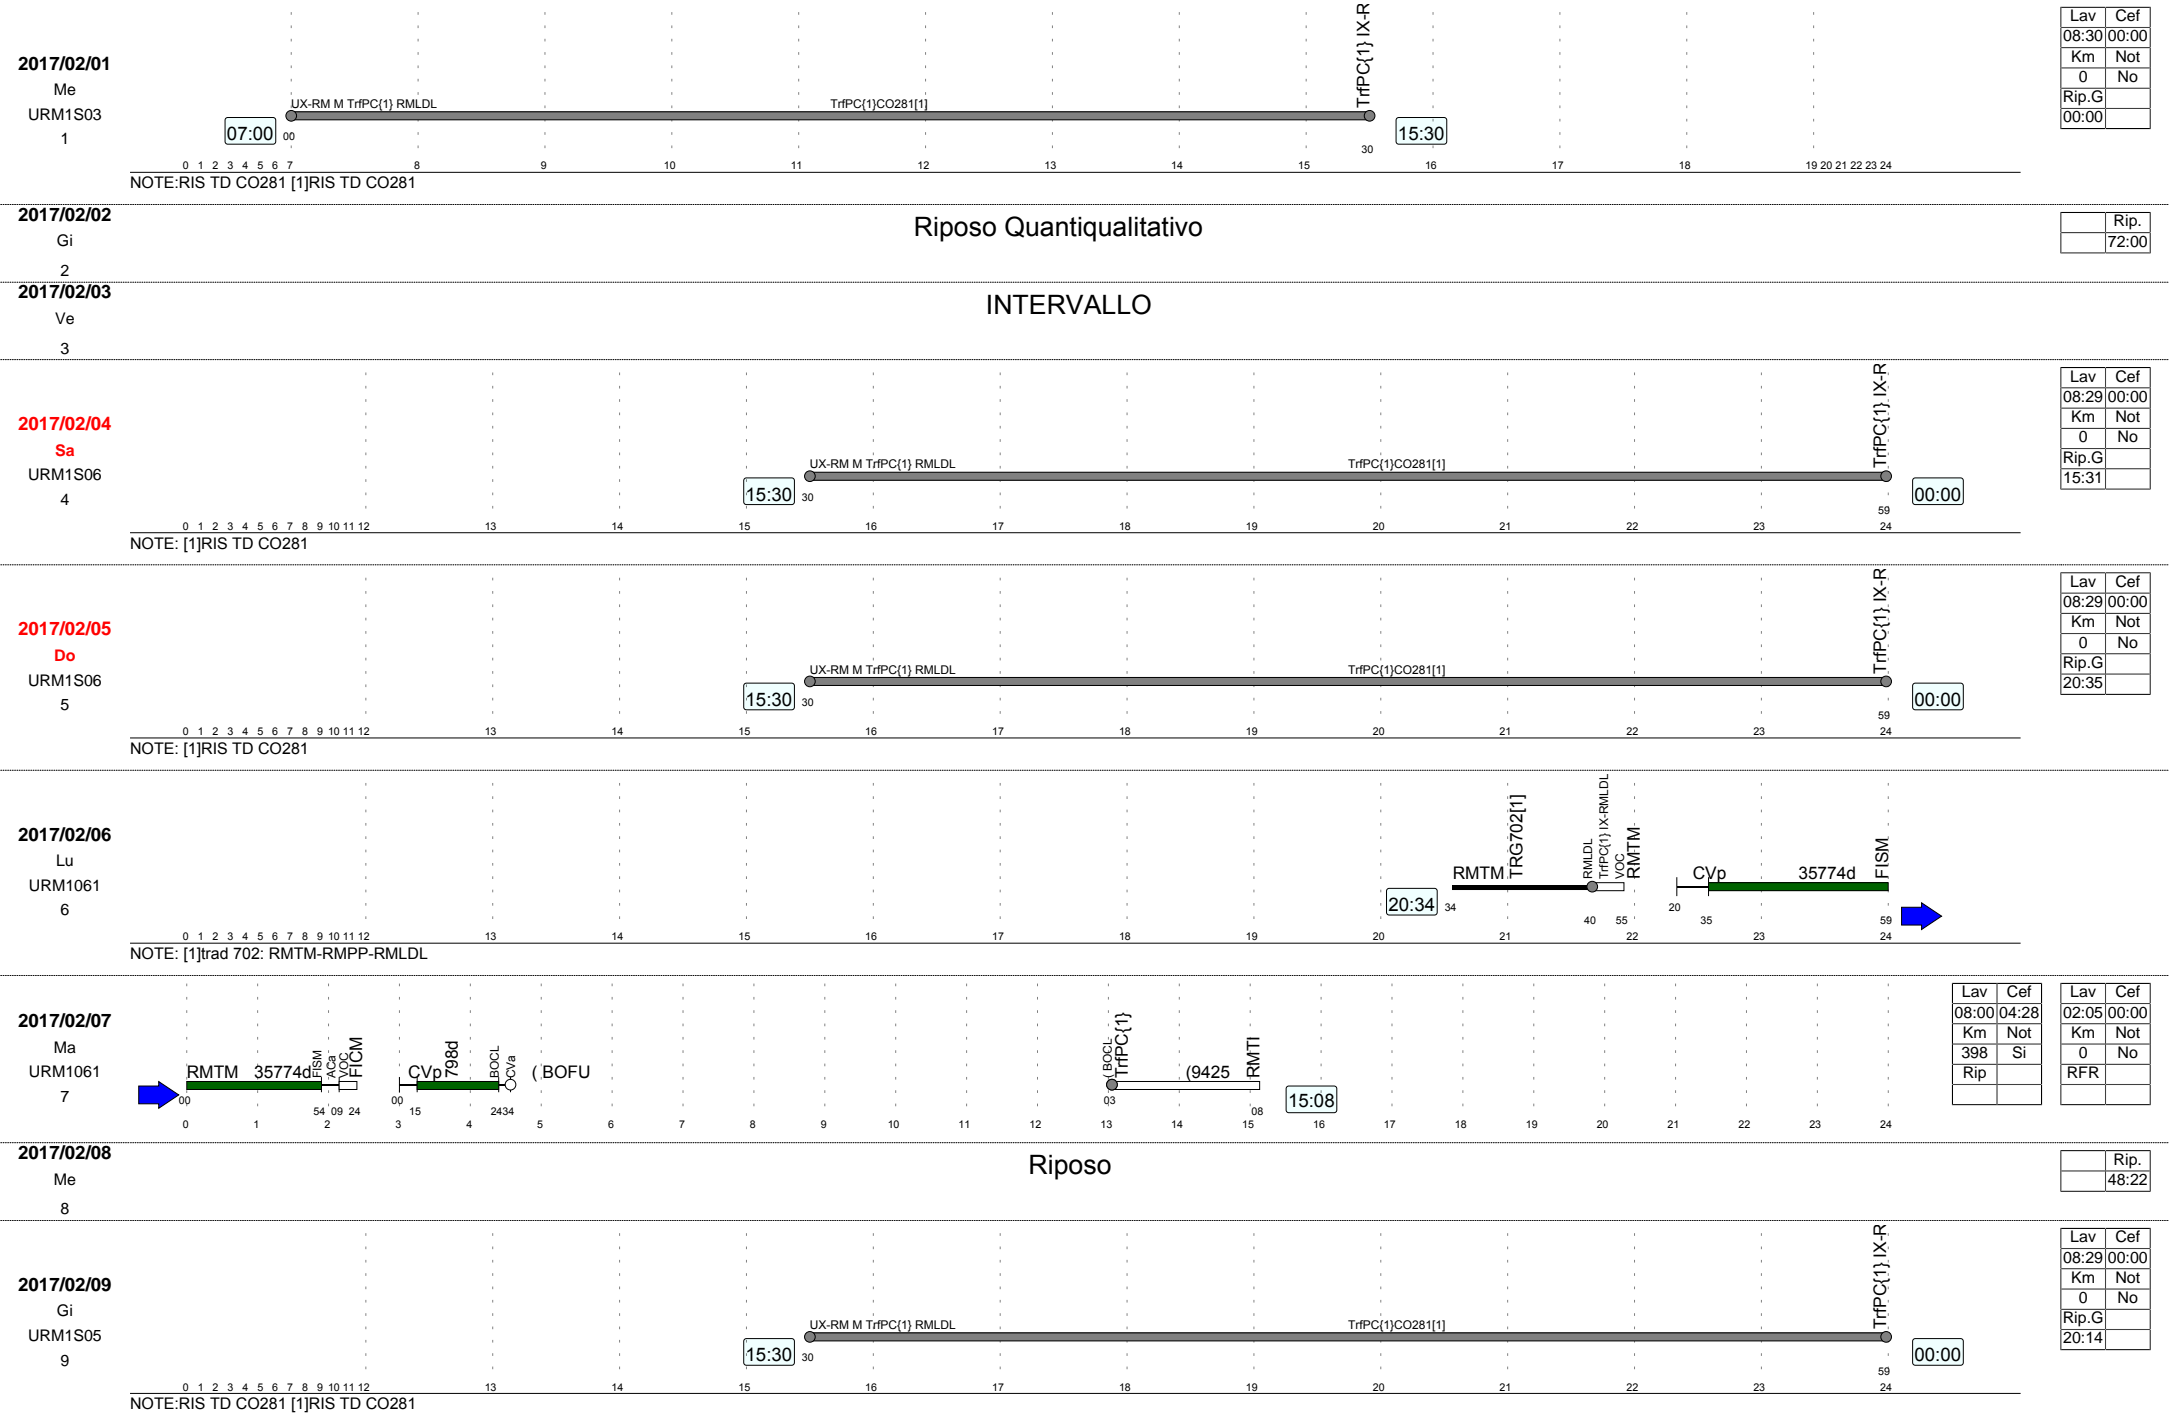 2017/02/01
Me
URM1S03
1
07:00
00
UX-RM M TrfPC{1} RMLDL
TrfPC{1}CO281[1]
TrfPC{1} IX-R
30
15:30
0 1 2 3 4 5 6 7 8 9 10 11 12 13 14 15 16 17 18 19 20 21 22 23 24
NOTE:RIS TD CO281 [1]RIS TD CO281
Lav Cef
08:30 00:00
Km Not
0 No
Rip.G
00:00
2017/02/02
Gi
2
Riposo Quantiqualitativo
Rip.
72:00
2017/02/03
Ve
3
INTERVALLO
2017/02/04
Sa
URM1S06
4
15:30
30
UX-RM M TrfPC{1} RMLDL
TrfPC{1}CO281[1]
TrfPC{1} IX-R
59
00:00
0 1 2 3 4 5 6 7 8 9 10 11 12 13 14 15 16 17 18 19 20 21 22 23 24
NOTE: [1]RIS TD CO281
Lav Cef
08:29 00:00
Km Not
0 No
Rip.G
15:31
2017/02/05
Do
URM1S06
5
15:30
30
UX-RM M TrfPC{1} RMLDL
TrfPC{1}CO281[1]
TrfPC{1} IX-R
59
00:00
0 1 2 3 4 5 6 7 8 9 10 11 12 13 14 15 16 17 18 19 20 21 22 23 24
NOTE: [1]RIS TD CO281
Lav Cef
08:29 00:00
Km Not
0 No
Rip.G
20:35
2017/02/06
Lu
URM1061
6
20:34
34
RMTM
TRG702[1]
RMLDL
TrfPC{1} IX-RMLDL
VOC
RMTM
40 55
CVp
35774d
FISM
20 35 59
0 1 2 3 4 5 6 7 8 9 10 11 12 13 14 15 16 17 18 19 20 21 22 23 24
NOTE: [1]trad 702: RMTM-RMPP-RMLDL
2017/02/07
Ma
URM1061
7
RMTM 35774d
FISM
ACa
VOC
FICM
00 54 09 24
CVp
798d
BOCL
CVa
( BOFU
00 15 24 34
( BOCL
TrfPC{1}
(9425
RMTI
03 08
15:08
0 1 2 3 4 5 6 7 8 9 10 11 12 13 14 15 16 17 18 19 20 21 22 23 24
Lav Cef
08:00 04:28
Km Not
398 Si
Rip
Lav Cef
02:05 00:00
Km Not
0 No
RFR
2017/02/08
Me
8
Riposo
Rip.
48:22
2017/02/09
Gi
URM1S05
9
15:30
30
UX-RM M TrfPC{1} RMLDL
TrfPC{1}CO281[1]
TrfPC{1} IX-R
59
00:00
0 1 2 3 4 5 6 7 8 9 10 11 12 13 14 15 16 17 18 19 20 21 22 23 24
NOTE:RIS TD CO281 [1]RIS TD CO281
Lav Cef
08:29 00:00
Km Not
0 No
Rip.G
20:14